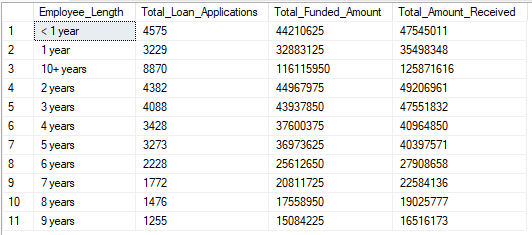 Employee_Length Total_Loan_Applications Total_Funded_Amount Total_Amount_Received
1 < 1 year 4575 44210625 47545011
2 1 year 3229 32883125 35498348
3 10+ years 8870 116115950 125871616
4 2 years 4382 44967975 49206961
5 3 years 4088 43937850 47551832
6 4 years 3428 37600375 40964850
7 5 years 3273 36973625 40397571
8 6 years 2228 25612650 27908658
9 7 years 1772 20811725 22584136
10 8 years 1476 17558950 19025777
11 9 years 1255 15084225 16516173